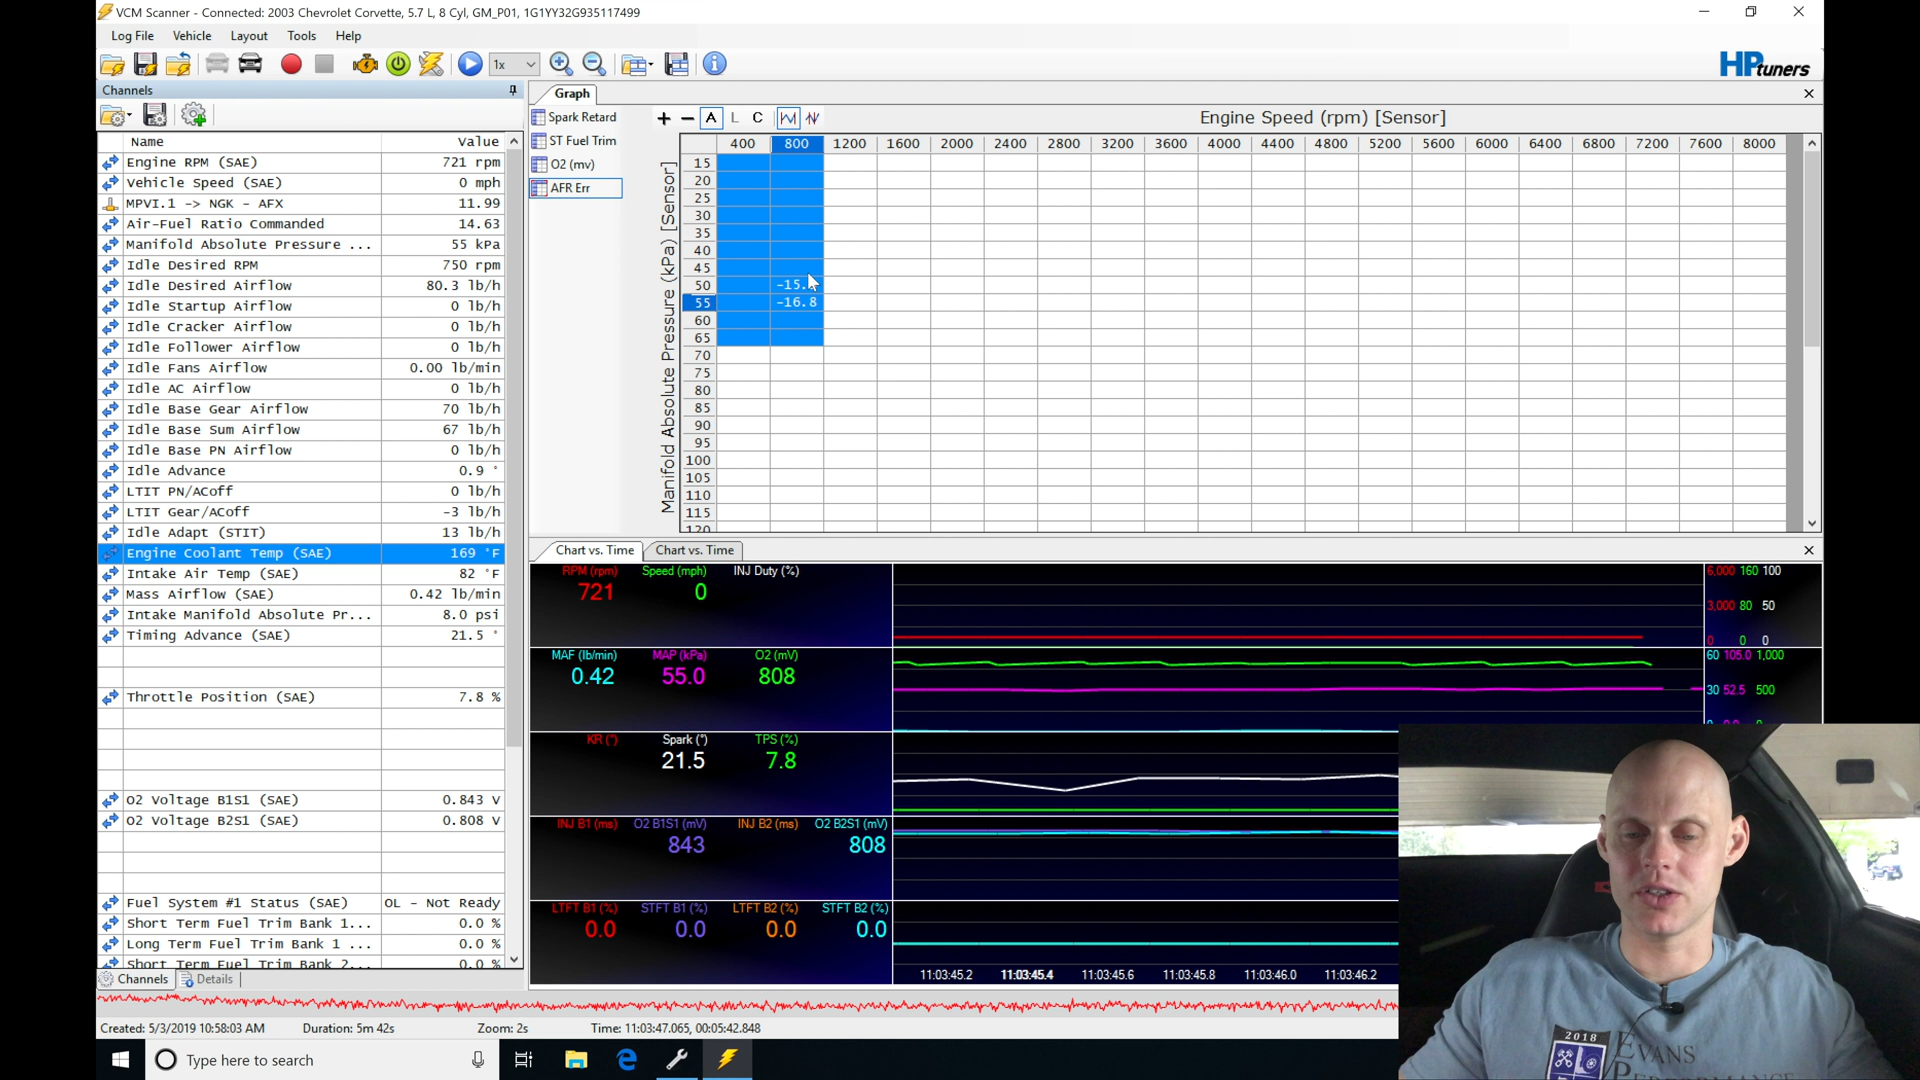 VCM Scanner - Connected: 2003 Chevrolet Corvette, 5.7 L, 8 Cyl, GM_P01, 1G1YY32G935117499
Log File Vehicle Layout Tools Help
1x
HPtuners
Channels
Name Value
Engine RPM (SAE) 721 rpm
Vehicle Speed (SAE) 0 mph
MPVI.1 -> NGK - AFX 11.99
Air-Fuel Ratio Commanded 14.63
Manifold Absolute Pressure ... 55 kPa
Idle Desired RPM 750 rpm
Idle Desired Airflow 80.3 lb/h
Idle Startup Airflow 0 lb/h
Idle Cracker Airflow 0 lb/h
Idle Follower Airflow 0 lb/h
Idle Fans Airflow 0.00 lb/min
Idle AC Airflow 0 lb/h
Idle Base Gear Airflow 70 lb/h
Idle Base Sum Airflow 67 lb/h
Idle Base PN Airflow 0 lb/h
Idle Advance 0.9 °
LTIT PN/ACoff 0 lb/h
LTIT Gear/ACoff -3 lb/h
Idle Adapt (STIT) 13 lb/h
Engine Coolant Temp (SAE) 169 °F
Intake Air Temp (SAE) 82 °F
Mass Airflow (SAE) 0.42 lb/min
Intake Manifold Absolute Pr... 8.0 psi
Timing Advance (SAE) 21.5 °
Throttle Position (SAE) 7.8 %
O2 Voltage B1S1 (SAE) 0.843 V
O2 Voltage B2S1 (SAE) 0.808 V
Fuel System #1 Status (SAE) OL - Not Ready
Short Term Fuel Trim Bank 1... 0.0 %
Long Term Fuel Trim Bank 1 ... 0.0 %
Short Term Fuel Trim Bank 2... 0.0 %
Channels Details
Graph
Spark Retard
ST Fuel Trim
O2 (mv)
AFR Err
A L C
Engine Speed (rpm) [Sensor]
Manifold Absolute Pressure (kPa) [Sensor]
400 800 1200 1600 2000 2400 2800 3200 3600 4000 4400 4800 5200 5600 6000 6400 6800 7200 7600 8000
15
20
25
30
35
40
45
50 -15.
55 -16.8
60
65
70
75
80
85
90
95
100
105
110
115
120
Chart vs. Time Chart vs. Time
RPM (rpm) Speed (mph) INJ Duty (%)
721 0
6,000 160 100
3,000 80 50
0 0 0
MAF (lb/min) MAP (kPa) O2 (mV)
0.42 55.0 808
60 105.0 1,000
30 52.5 500
KR (°) Spark (°) TPS (%)
21.5 7.8
INJ B1 (ms) O2 B1S1 (mV) INJ B2 (ms) O2 B2S1 (mV)
843 808
LTFT B1 (%) STFT B1 (%) LTFT B2 (%) STFT B2 (%)
0.0 0.0 0.0 0.0
11:03:45.2 11:03:45.4 11:03:45.6 11:03:45.8 11:03:46.0 11:03:46.2
Created: 5/3/2019 10:58:03 AM Duration: 5m 42s Zoom: 2s Time: 11:03:47.065, 00:05:42.848
Type here to search
2018
EVANS
PERFORMANCE